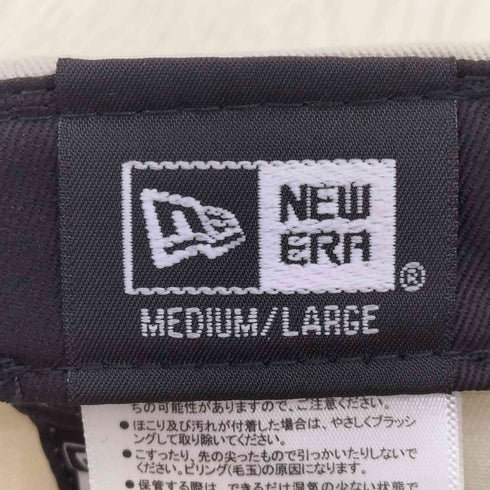 NEW
ERA
®
MEDIUM/LARGE
ちの可能性がありますので、ご注意ください。
●ほこり及び汚れが付着した場合は、やさしくブラッシ
ングして取り除いてください。
●こすったり、先の尖ったもので引っかいたりしないで
ください。ピリング(毛玉)の原因になります。
●保管する際は、できるだけ湿気の少ない状態で